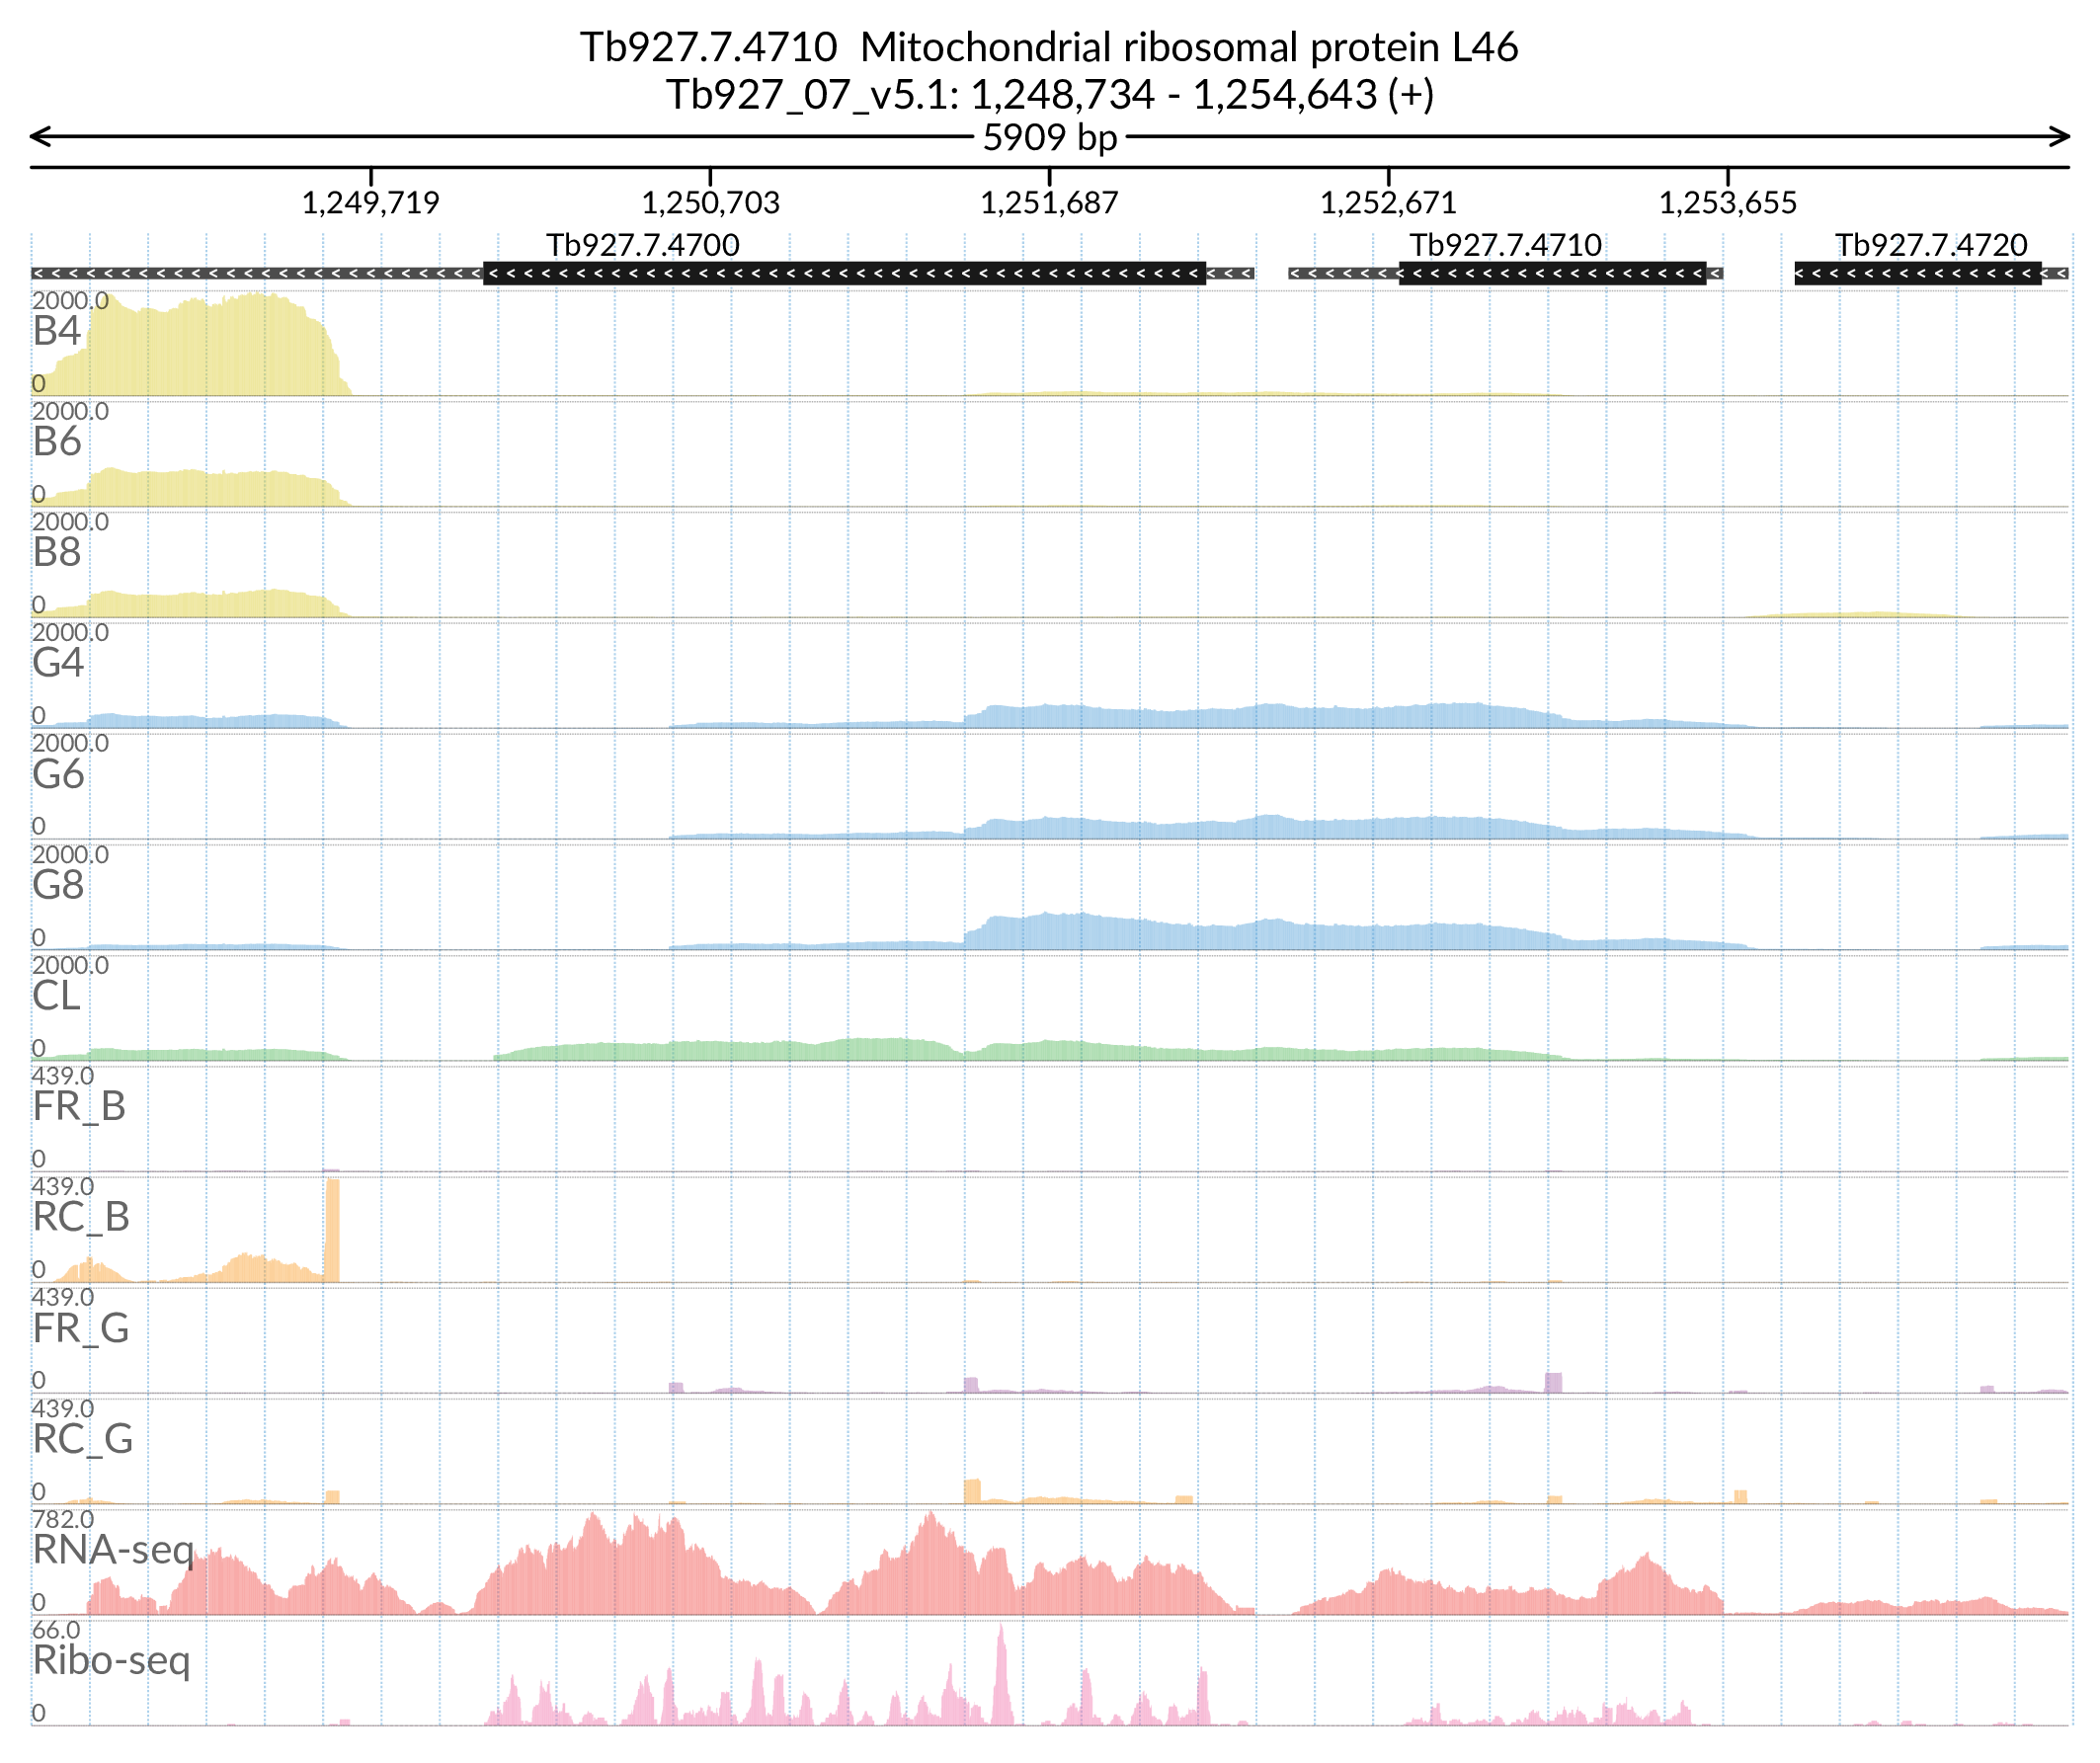 Tb927.7.4710 Mitochondrial ribosomal protein L46
Tb927_07_v5.1: 1,248,734 - 1,254,643 (+)
5909 bp
1,249,719 1,250,703 1,251,687 1,252,671 1,253,655
Tb927.7.4700 Tb927.7.4710 Tb927.7.4720
2000.0
B4
0
2000.0
B6
0
2000.0
B8
0
2000.0
G4
0
2000.0
G6
0
2000.0
G8
0
2000.0
CL
0
439.0
FR_B
0
439.0
RC_B
0
439.0
FR_G
0
439.0
RC_G
0
782.0
RNA-seq
0
66.0
Ribo-seq
0